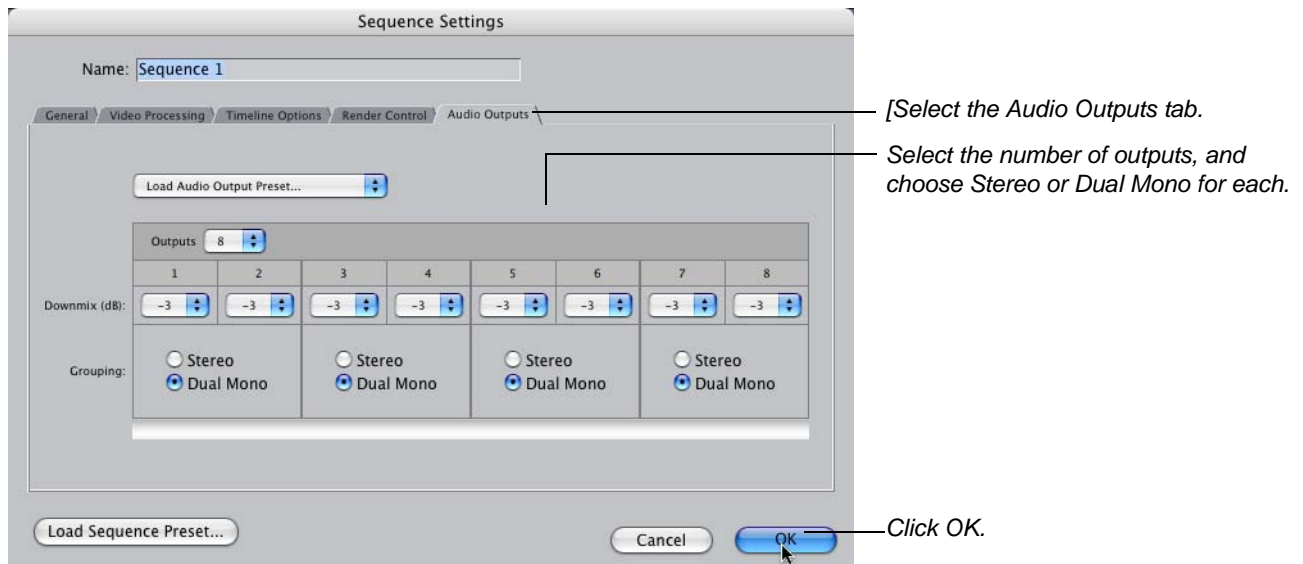 Sequence Settings
Name: Sequence 1
General Video Processing Timeline Options Render Control Audio Outputs
[Select the Audio Outputs tab.
Select the number of outputs, and
choose Stereo or Dual Mono for each.
Load Audio Output Preset...
Outputs 8
1 2 3 4 5 6 7 8
Downmix (dB): -3 -3 -3 -3 -3 -3 -3 -3
Grouping:
Stereo Stereo Stereo Stereo
Dual Mono Dual Mono Dual Mono Dual Mono
Load Sequence Preset... Cancel OK
Click OK.